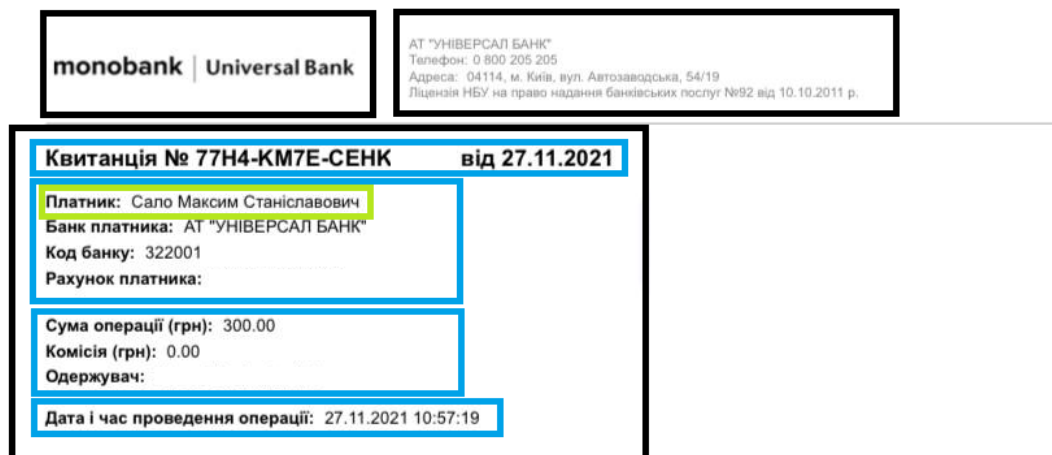 monobank | Universal Bank
АТ "УНІВЕРСАЛ БАНК"
Телефон: 0 800 205 205
Адреса: 04114, м. Київ, вул. Автозаводська, 54/19
Ліцензія НБУ на право надання банківських послуг №92 від 10.10.2011 р.
Квитанція № 77H4-KM7E-CEHK від 27.11.2021
Платник: Сало Максим Станіславович
Банк платника: АТ "УНІВЕРСАЛ БАНК"
Код банку: 322001
Рахунок платника:
Сума операції (грн): 300.00
Комісія (грн): 0.00
Одержувач:
Дата і час проведення операції: 27.11.2021 10:57:19